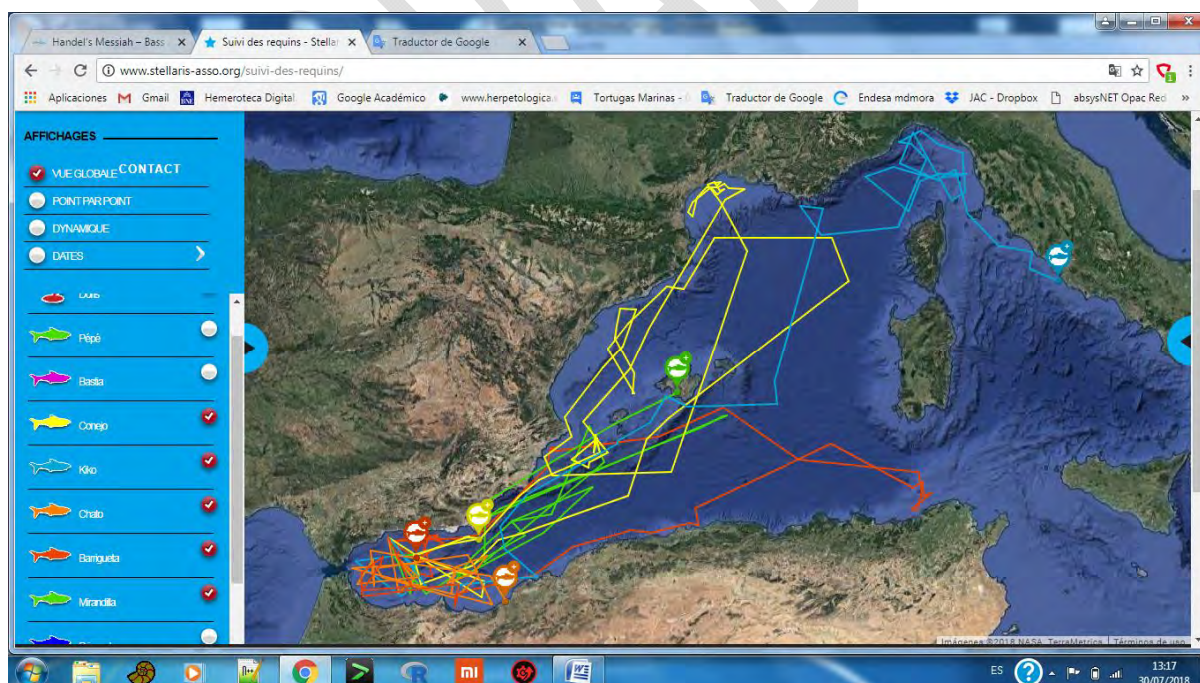 Handel's Messiah – Bass
Suivi des requins - Stella
Traductor de Google
www.stellaris-asso.org/suivi-des-requins/
Aplicaciones
Gmail
BNE
Hemeroteca Digital
Google Académico
www.herpetologica.
Tortugas Marinas -
Traductor de Google
Endesa mdmora
JAC - Dropbox
absysNET Opac Red
»
AFFICHAGES
VUE GLOBALE CONTACT
POINT PAR POINT
DYNAMIQUE
DATES
Pépé
Bastia
Conejo
Kiko
Chato
Barrigueta
Mirandilla
Imágenes ©2018 NASA, TerraMetrics
Términos de uso
ES
13:17
30/07/2018